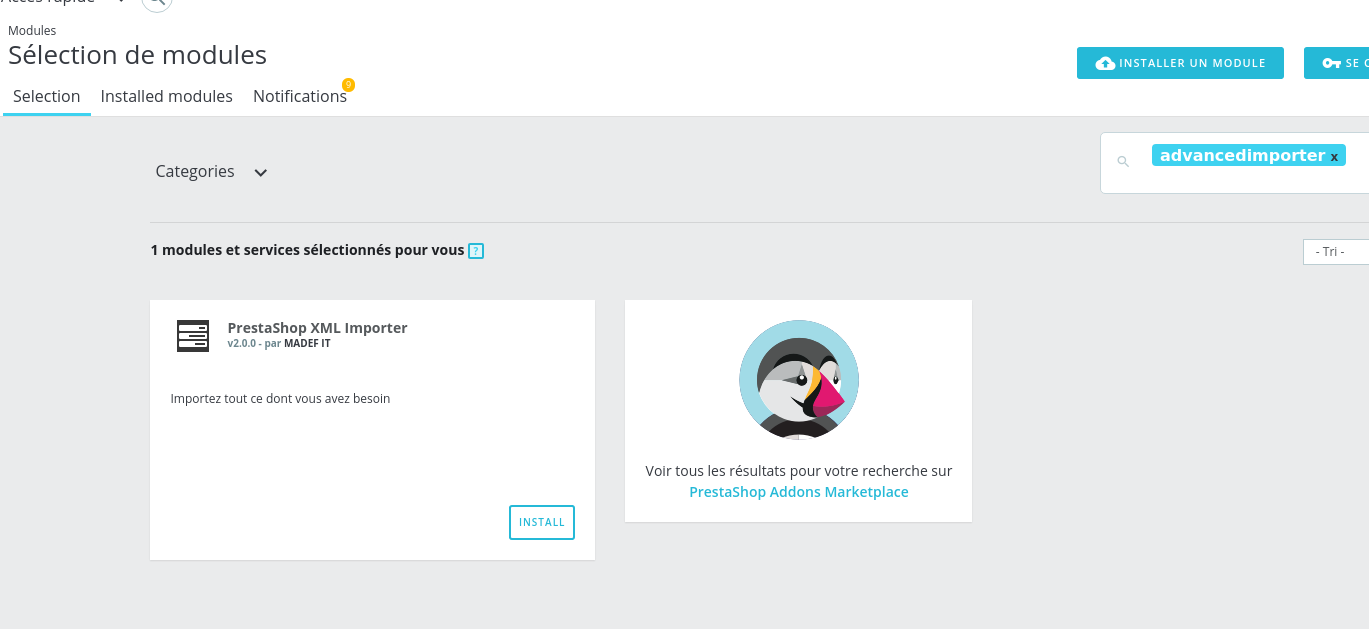 Accès rapide
Modules
Sélection de modules
INSTALLER UN MODULE
SE
Selection
Installed modules
Notifications
9
Categories
advancedimporter x
1 modules et services sélectionnés pour vous ?
- Tri -
PrestaShop XML Importer
v2.0.0 - par MADEF IT
Importez tout ce dont vous avez besoin
INSTALL
Voir tous les résultats pour votre recherche sur
PrestaShop Addons Marketplace